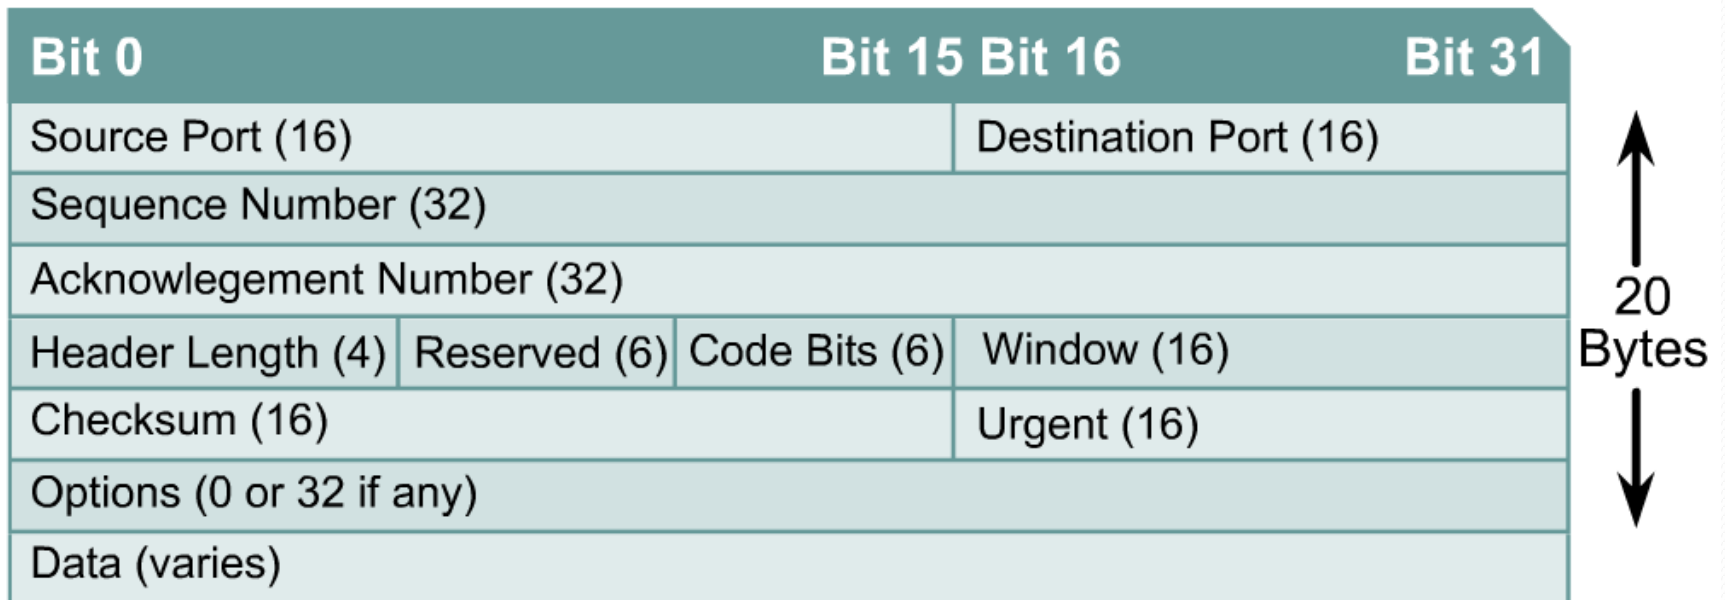 Bit 0 Bit 15 Bit 16 Bit 31
Source Port (16) Destination Port (16)
Sequence Number (32)
Acknowlegement Number (32)
Header Length (4) Reserved (6) Code Bits (6) Window (16)
Checksum (16) Urgent (16)
Options (0 or 32 if any)
Data (varies)
20
Bytes